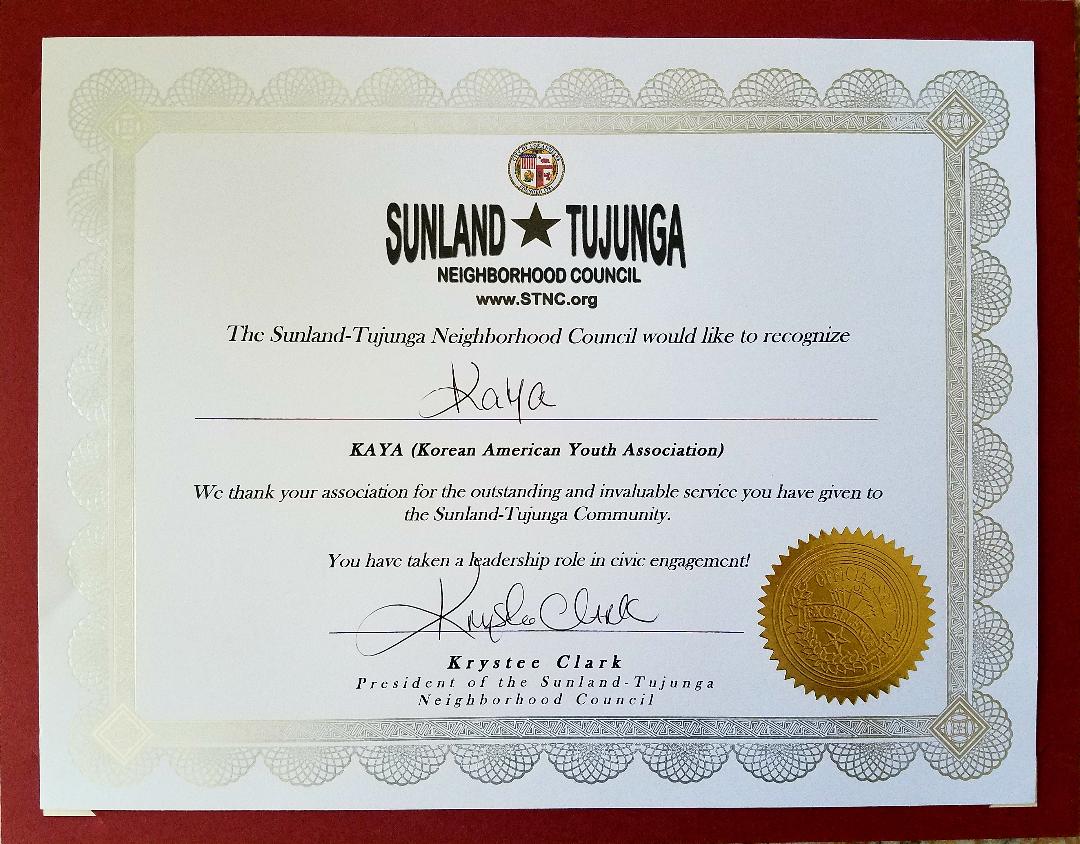 SUNLAND ★ TUJUNGA
NEIGHBORHOOD COUNCIL
www.STNC.org
The Sunland-Tujunga Neighborhood Council would like to recognize
Kaya
KAYA (Korean American Youth Association)
We thank your association for the outstanding and invaluable service you have given to
the Sunland-Tujunga Community.
You have taken a leadership role in civic engagement!
Krystee Clark
Krystee Clark
President of the Sunland-Tujunga
Neighborhood Council
OFFICIAL
EXCELLENCE